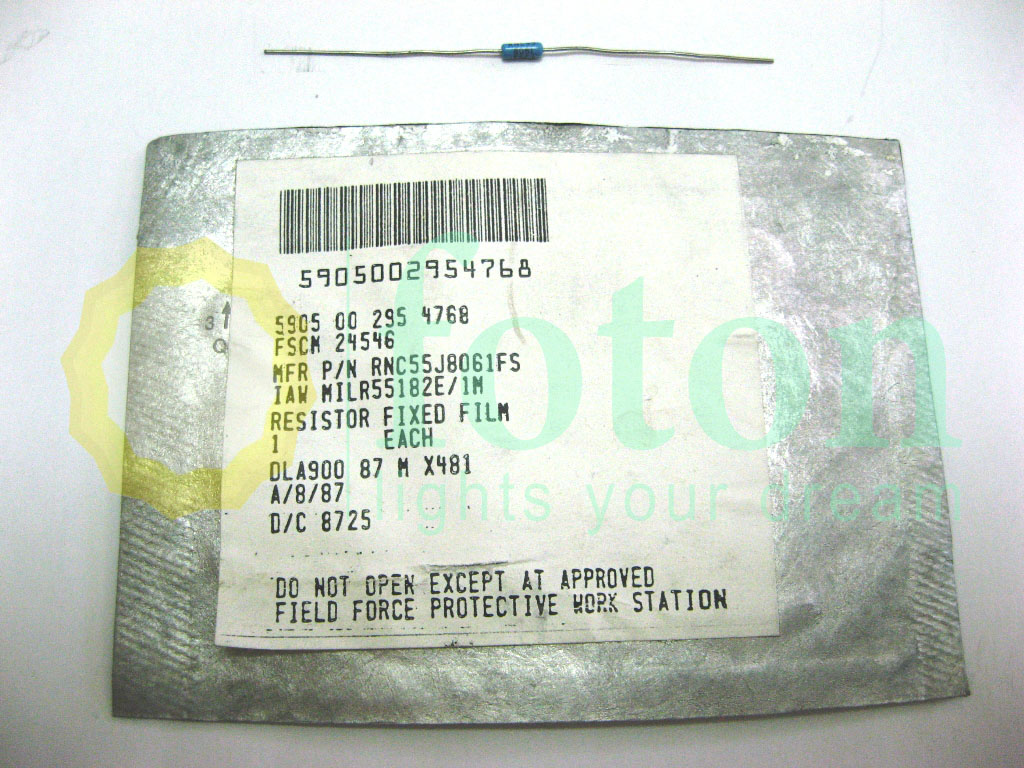 5905002954768
5905 00 295 4768
FSCM 24546
MFR P/N RNC55J8061FS
IAW MILR55182E/1M
RESISTOR FIXED FILM
1 EACH
DLA900 87 M X481
A/8/87
D/C 8725
DO NOT OPEN EXCEPT AT APPROVED
FIELD FORCE PROTECTIVE WORK STATION
foton
lights your dream